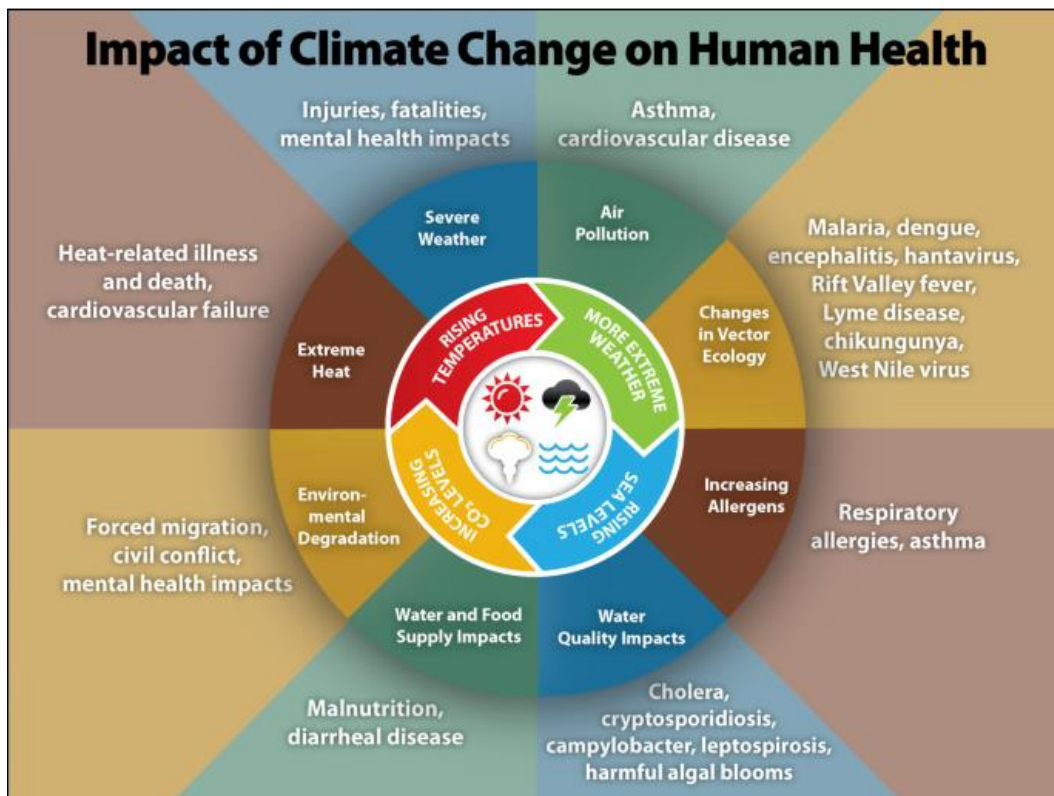 Impact of Climate Change on Human Health
Injuries, fatalities,
mental health impacts
Asthma,
cardiovascular disease
Severe
Weather
Air
Pollution
Heat-related illness
and death,
cardiovascular failure
Malaria, dengue,
encephalitis, hantavirus,
Rift Valley fever,
Lyme disease,
chikungunya,
West Nile virus
Extreme
Heat
Changes
in Vector
Ecology
RISING
TEMPERATURES
MORE EXTREME
WEATHER
INCREASING
CO₂ LEVELS
RISING
SEA LEVELS
Environ-
mental
Degradation
Increasing
Allergens
Forced migration,
civil conflict,
mental health impacts
Respiratory
allergies, asthma
Water and Food
Supply Impacts
Water
Quality Impacts
Malnutrition,
diarrheal disease
Cholera,
cryptosporidiosis,
campylobacter, leptospirosis,
harmful algal blooms